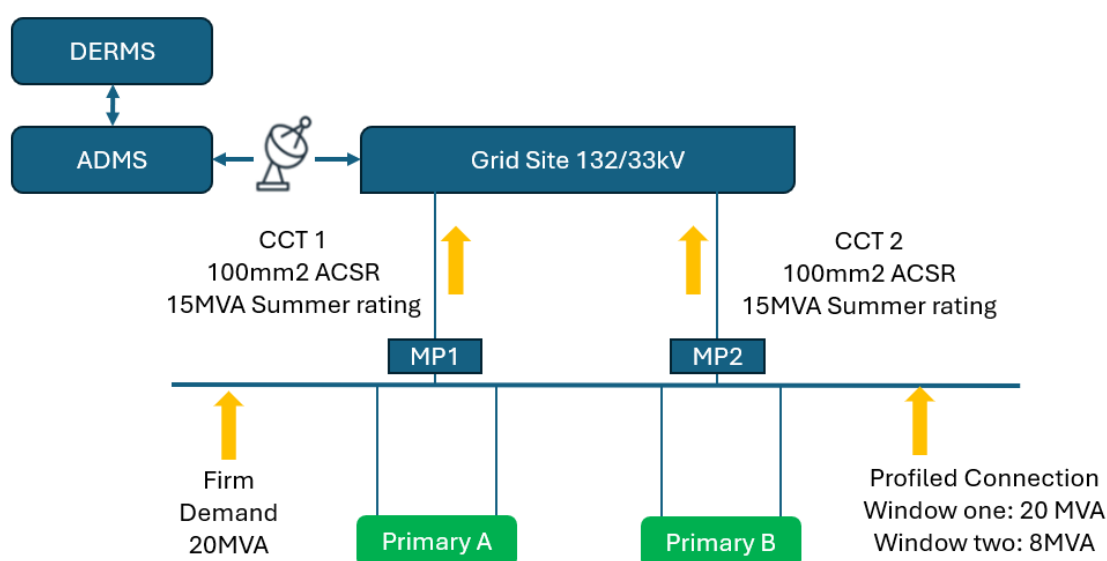 DERMS
ADMS
Grid Site 132/33kV
CCT 1
100mm2 ACSR
15MVA Summer rating
CCT 2
100mm2 ACSR
15MVA Summer rating
MP1
MP2
Firm
Demand
20MVA
Primary A
Primary B
Profiled Connection
Window one: 20 MVA
Window two: 8MVA